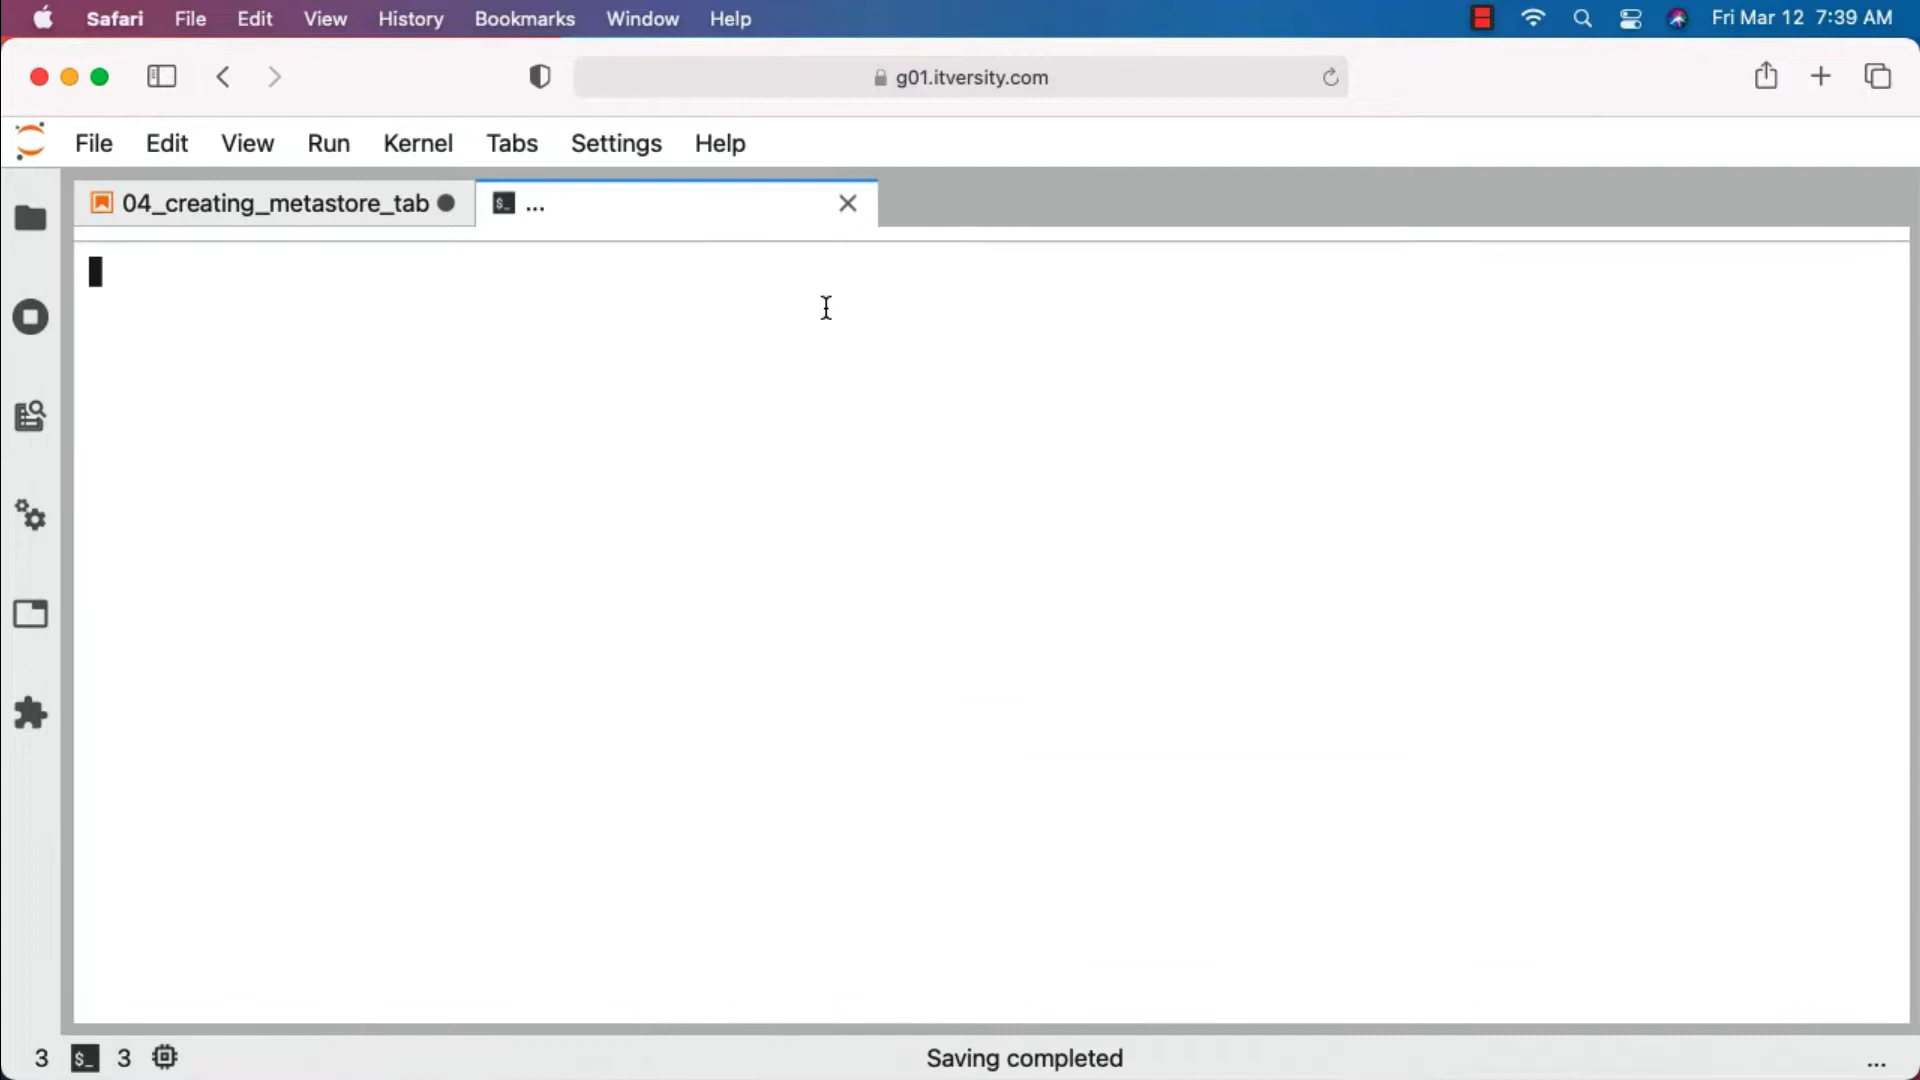 Safari File Edit View History Bookmarks Window Help Fri Mar 12 7:39 AM
g01.itversity.com
File Edit View Run Kernel Tabs Settings Help
04_creating_metastore_tab
$_ ...
3 $_ 3 Saving completed ...